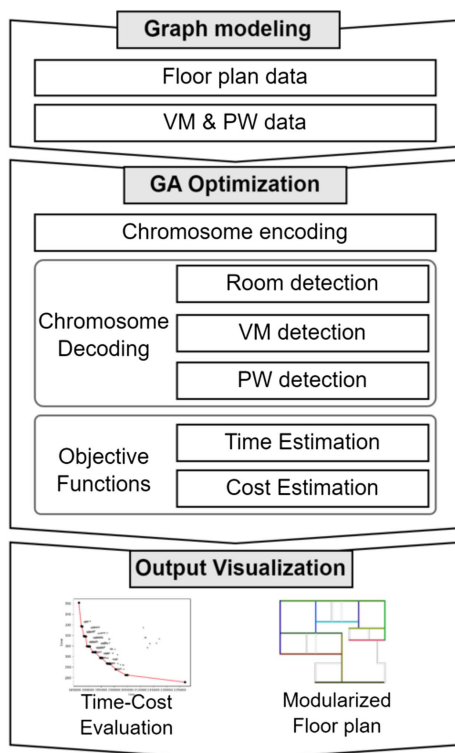 Graph modeling
Floor plan data
VM & PW data
GA Optimization
Chromosome encoding
Chromosome
Decoding
Room detection
VM detection
PW detection
Objective
Functions
Time Estimation
Cost Estimation
Output Visualization
Time-Cost
Evaluation
Modularized
Floor plan